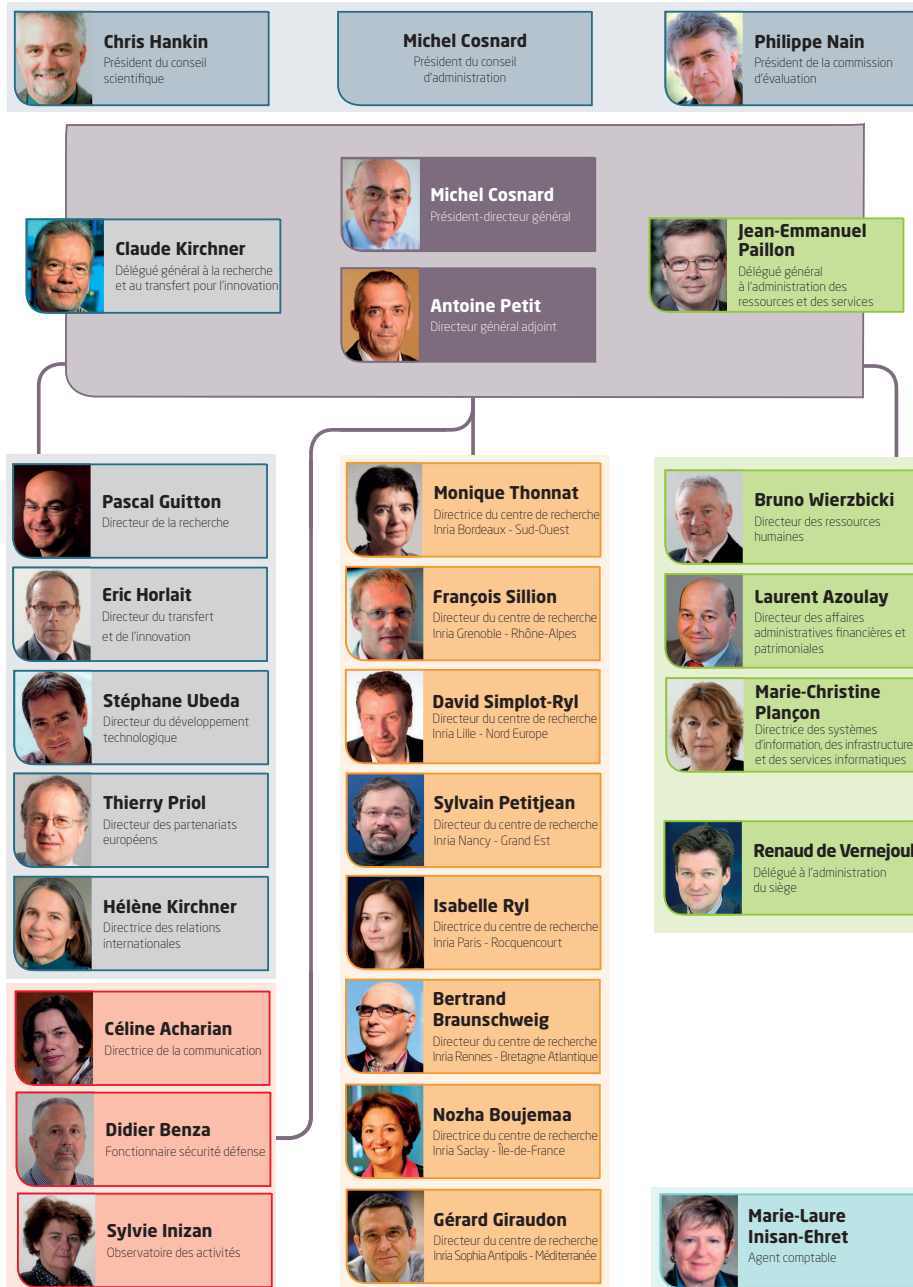 Chris Hankin
Président du conseil
scientifique
Michel Cosnard
Président du conseil
d'administration
Philippe Nain
Président de la commission
d'évaluation
Michel Cosnard
Président-directeur général
Claude Kirchner
Délégué général à la recherche
et au transfert pour l'innovation
Jean-Emmanuel
Paillon
Délégué général
à l'administration des
ressources et des services
Antoine Petit
Directeur général adjoint
Pascal Guitton
Directeur de la recherche
Eric Horlait
Directeur du transfert
et de l'innovation
Stéphane Ubeda
Directeur du développement
technologique
Thierry Priol
Directeur des partenariats
européens
Hélène Kirchner
Directrice des relations
internationales
Céline Acharian
Directrice de la communication
Didier Benza
Fonctionnaire sécurité défense
Sylvie Inizan
Observatoire des activités
Monique Thonnat
Directrice du centre de recherche
Inria Bordeaux - Sud-Ouest
François Sillion
Directeur du centre de recherche
Inria Grenoble - Rhône-Alpes
David Simplot-Ryl
Directeur du centre de recherche
Inria Lille - Nord Europe
Sylvain Petitjean
Directeur du centre de recherche
Inria Nancy - Grand Est
Isabelle Ryl
Directrice du centre de recherche
Inria Paris - Rocquencourt
Bertrand
Braunschweig
Directeur du centre de recherche
Inria Rennes - Bretagne Atlantique
Nozha Boujemaa
Directrice du centre de recherche
Inria Saclay - Île-de-France
Gérard Giraudon
Directeur du centre de recherche
Inria Sophia Antipolis - Méditerranée
Bruno Wierzbicki
Directeur des ressources
humaines
Laurent Azoulay
Directeur des affaires
administratives financières et
patrimoniales
Marie-Christine
Plançon
Directrice des systèmes
d'information, des infrastructure
et des services informatiques
Renaud de Vernejoul
Délégué à l'administration
du siège
Marie-Laure
Inisan-Ehret
Agent comptable